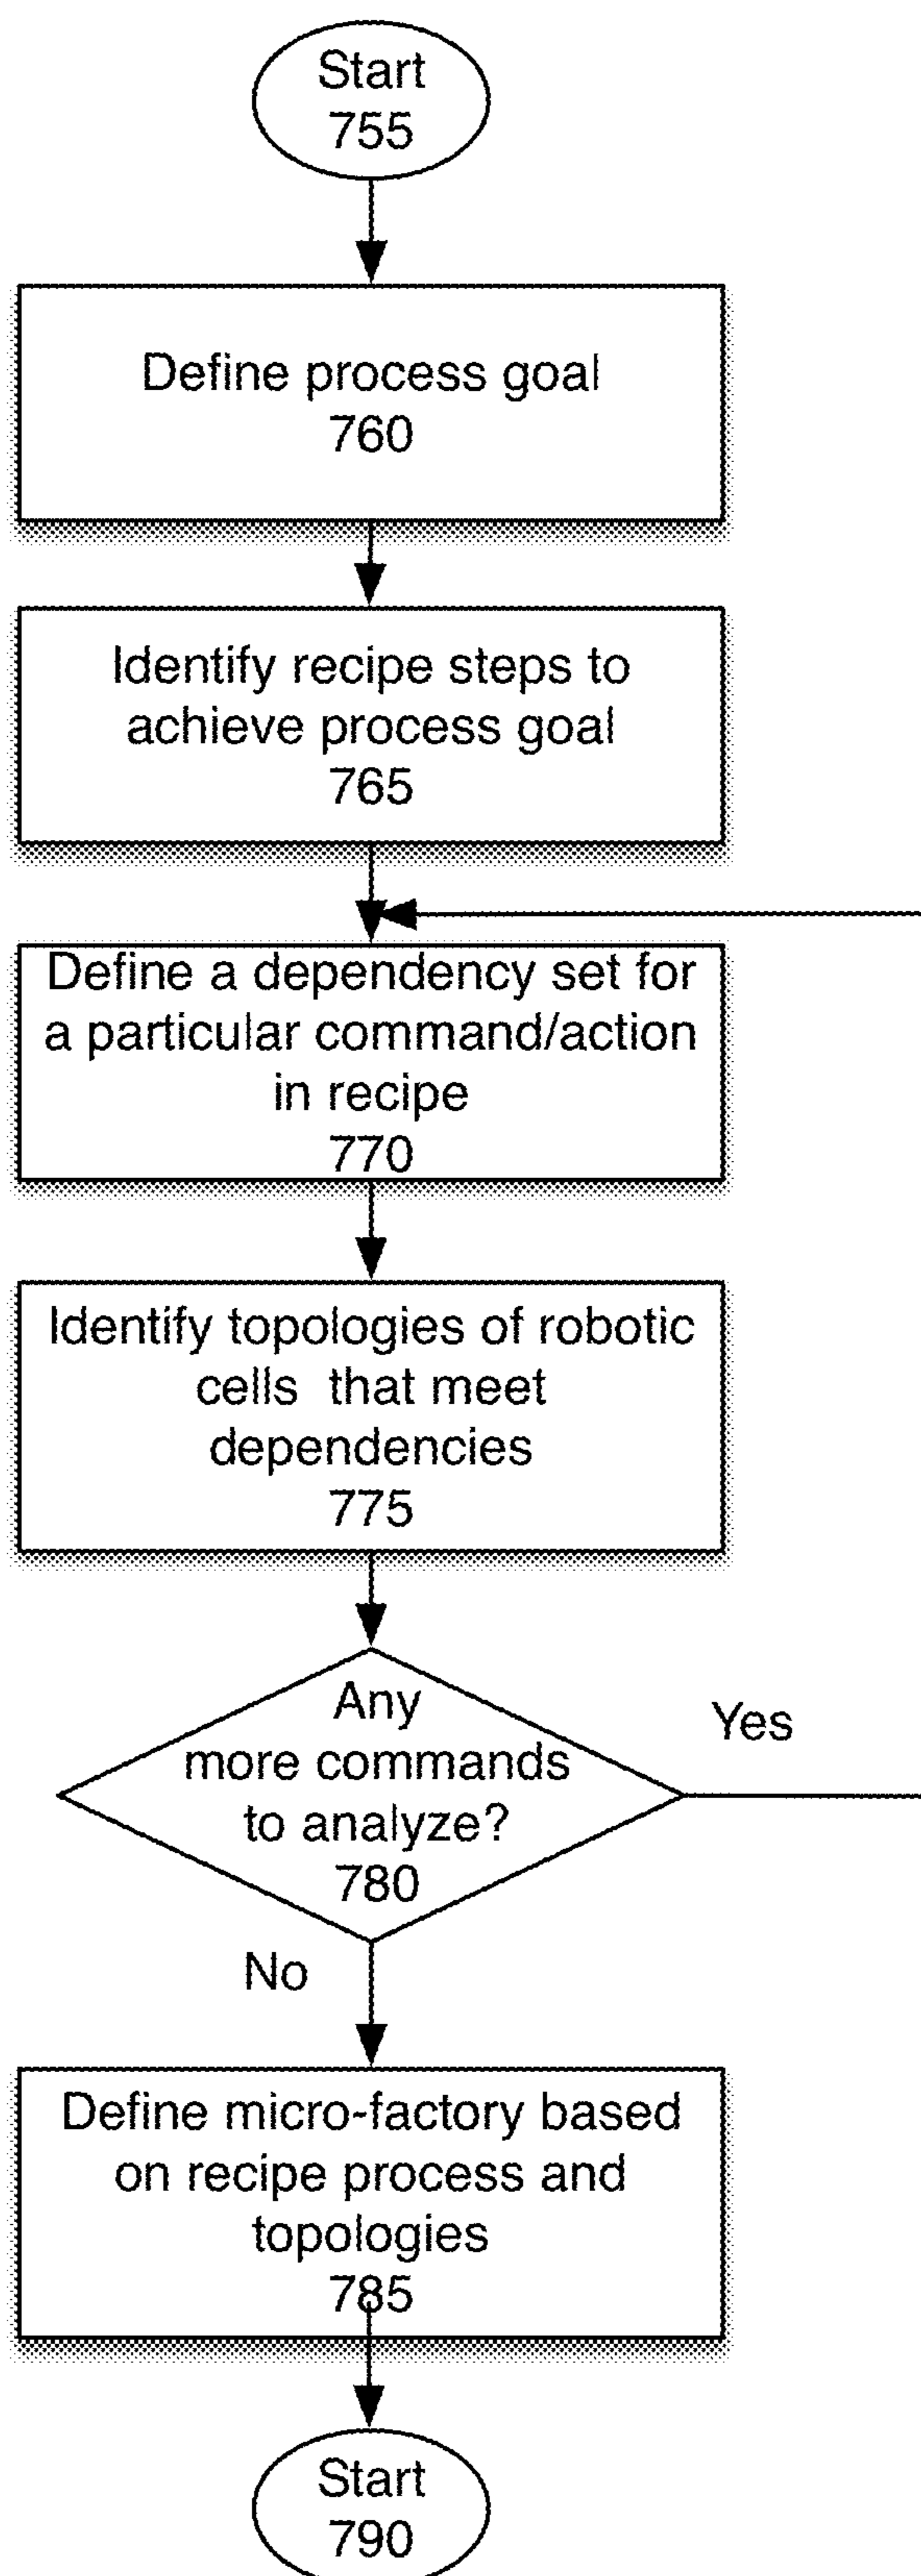 Start
755
Define process goal
760
Identify recipe steps to
achieve process goal
765
Define a dependency set for
a particular command/action
in recipe
770
Identify topologies of robotic
cells that meet
dependencies
775
Any
more commands
to analyze?
780
Yes
No
Define micro-factory based
on recipe process and
topologies
785
Start
790